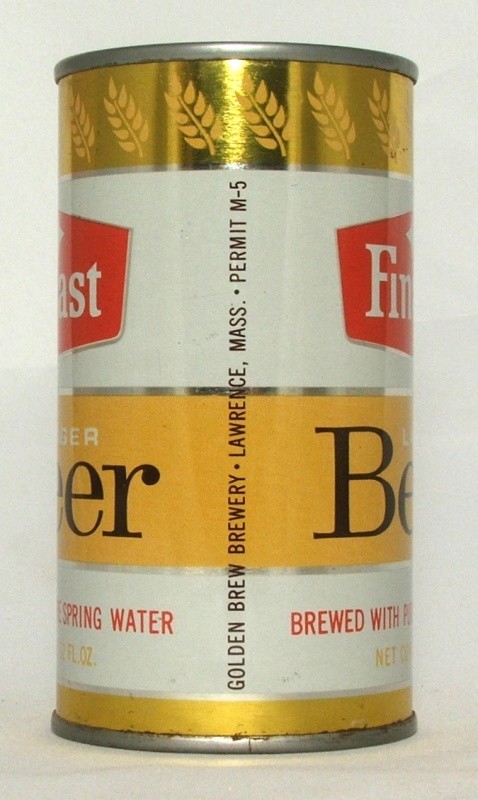 ast
GER
eer
SPRING WATER
FL.OZ.
GOLDEN BREW BREWERY • LAWRENCE, MASS. • PERMIT M-5
Fin
L
Be
BREWED WITH PU
NET CO